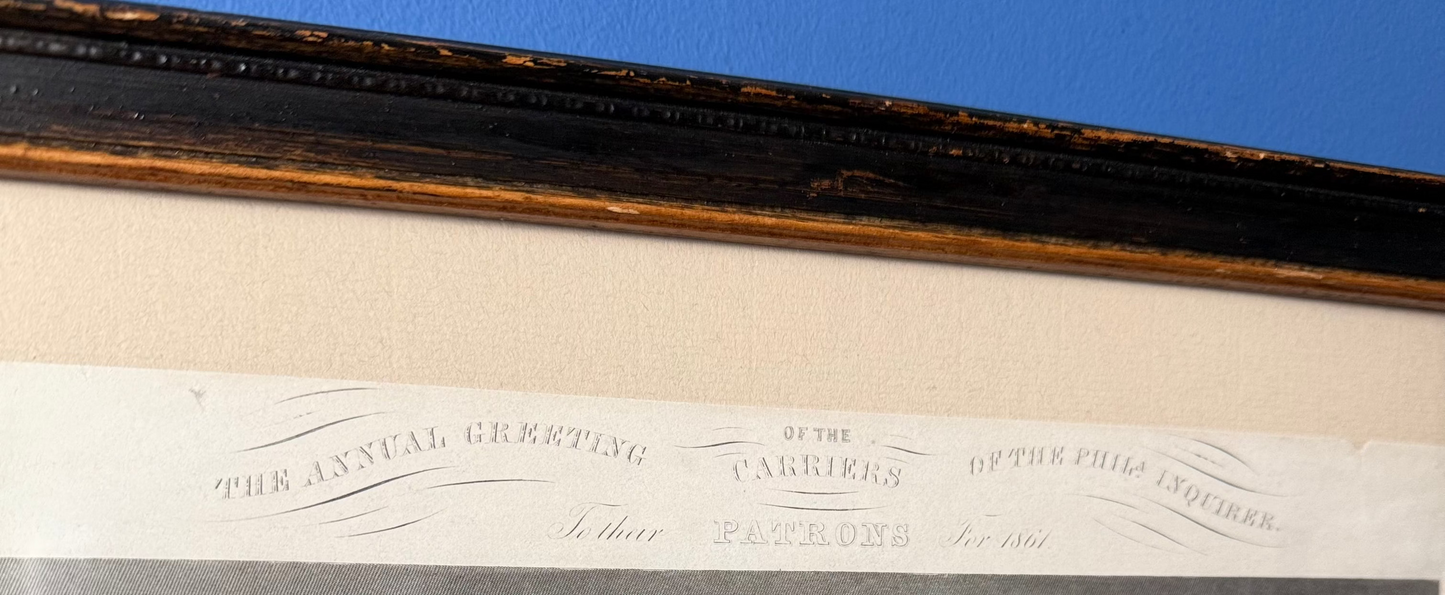 THE ANNUAL GREETING OF THE CARRIERS OF THE PHILA INQUIRER.
To their PATRONS For 1861